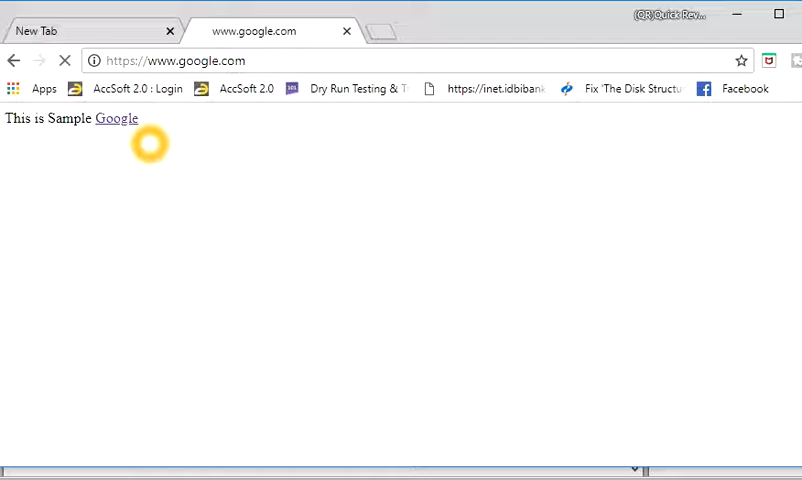 (QR)Quick Rev...
New Tab
www.google.com
https://www.google.com
Apps AccSoft 2.0 : Login AccSoft 2.0 Dry Run Testing & T https://inet.idbibank Fix 'The Disk Structu Facebook
This is Sample Google